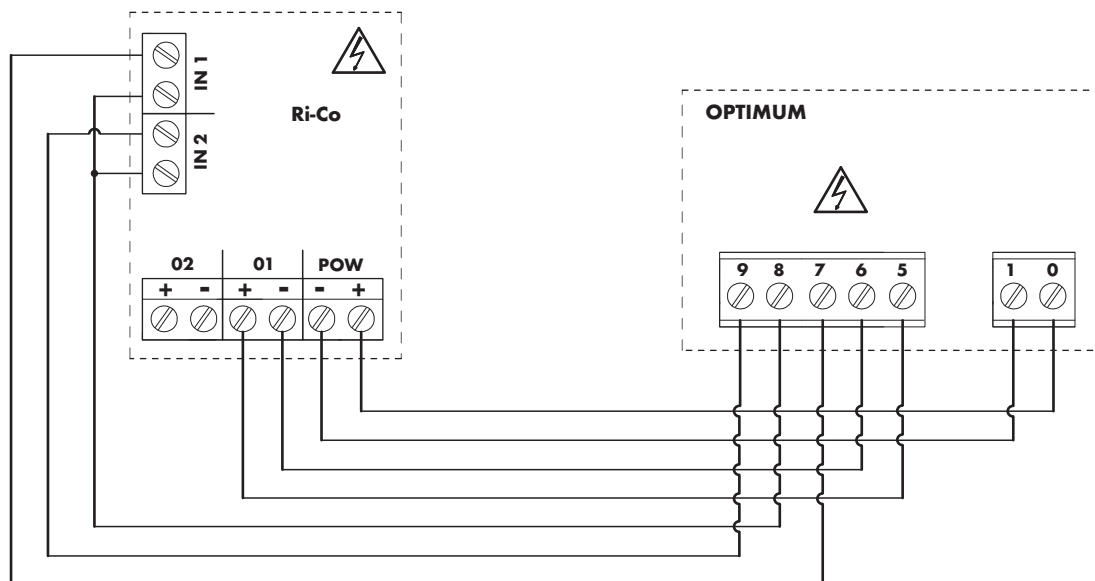 IN 1
IN 2
Ri-Co
02 01 POW
+ - + - - +
OPTIMUM
9 8 7 6 5
1 0